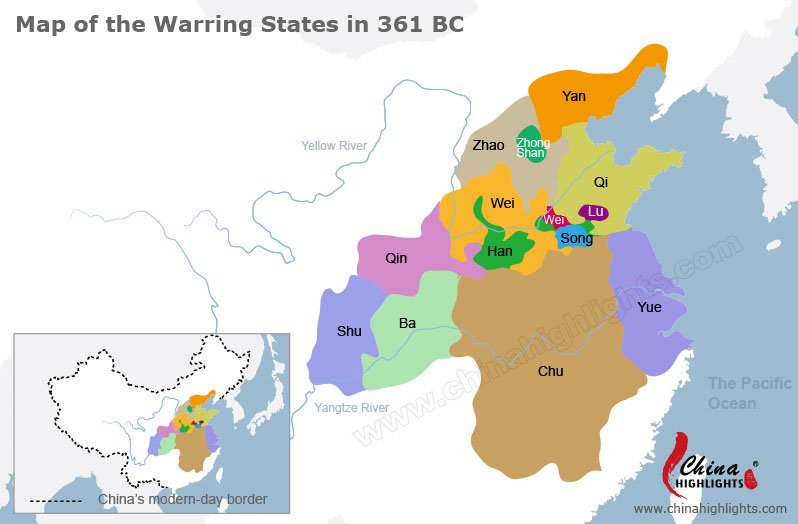 Map of the Warring States in 361 BC
Yan
Yellow River
Zhao
Zhong
Shan
Qi
Wei
Wei
Lu
Song
Han
Qin
Yue
Shu
Ba
Chu
www.chinahighlights.com
Yangtze River
The Pacific
Ocean
China
HIGHLIGHTS®
China's modern-day border
www.chinahighlights.com